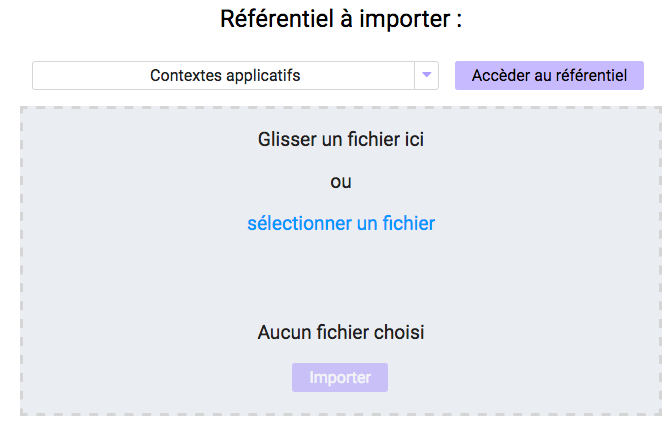 Référentiel à importer :
Contextes applicatifs
Accèder au référentiel
Glisser un fichier ici
ou
sélectionner un fichier
Aucun fichier choisi
Importer